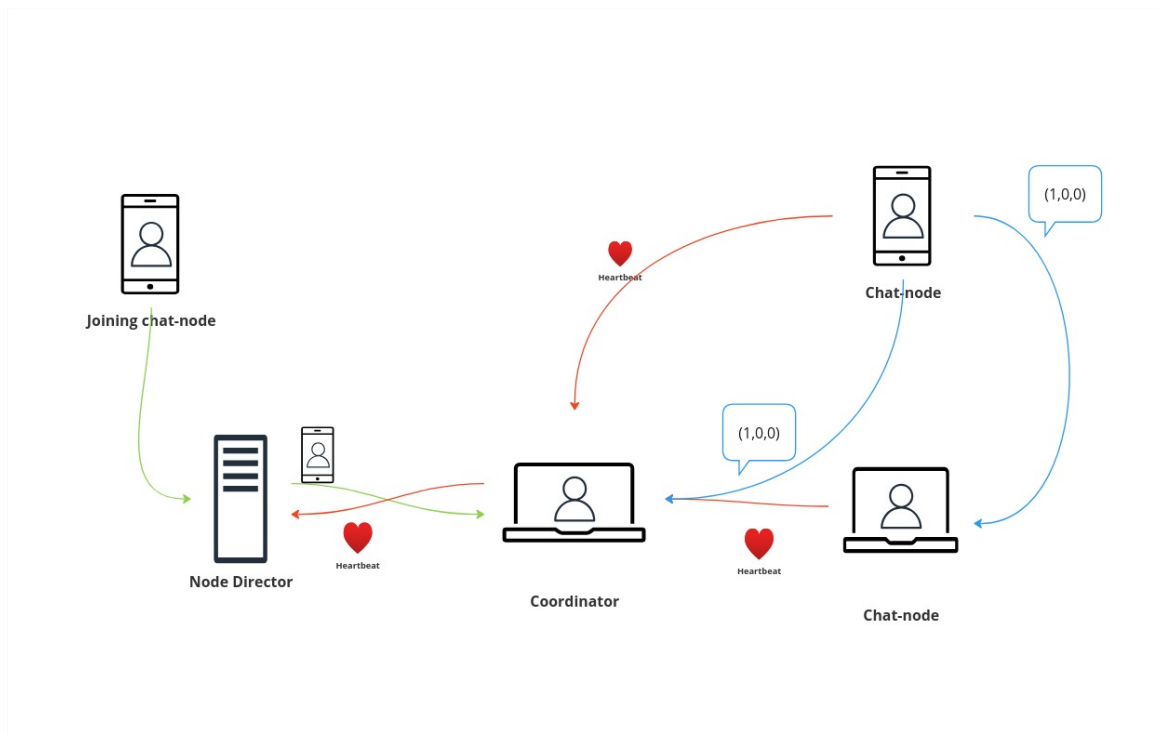 (1,0,0)
Heartbeat
Chat-node
Joining chat-node
(1,0,0)
Heartbeat
Heartbeat
Node Director
Coordinator
Chat-node